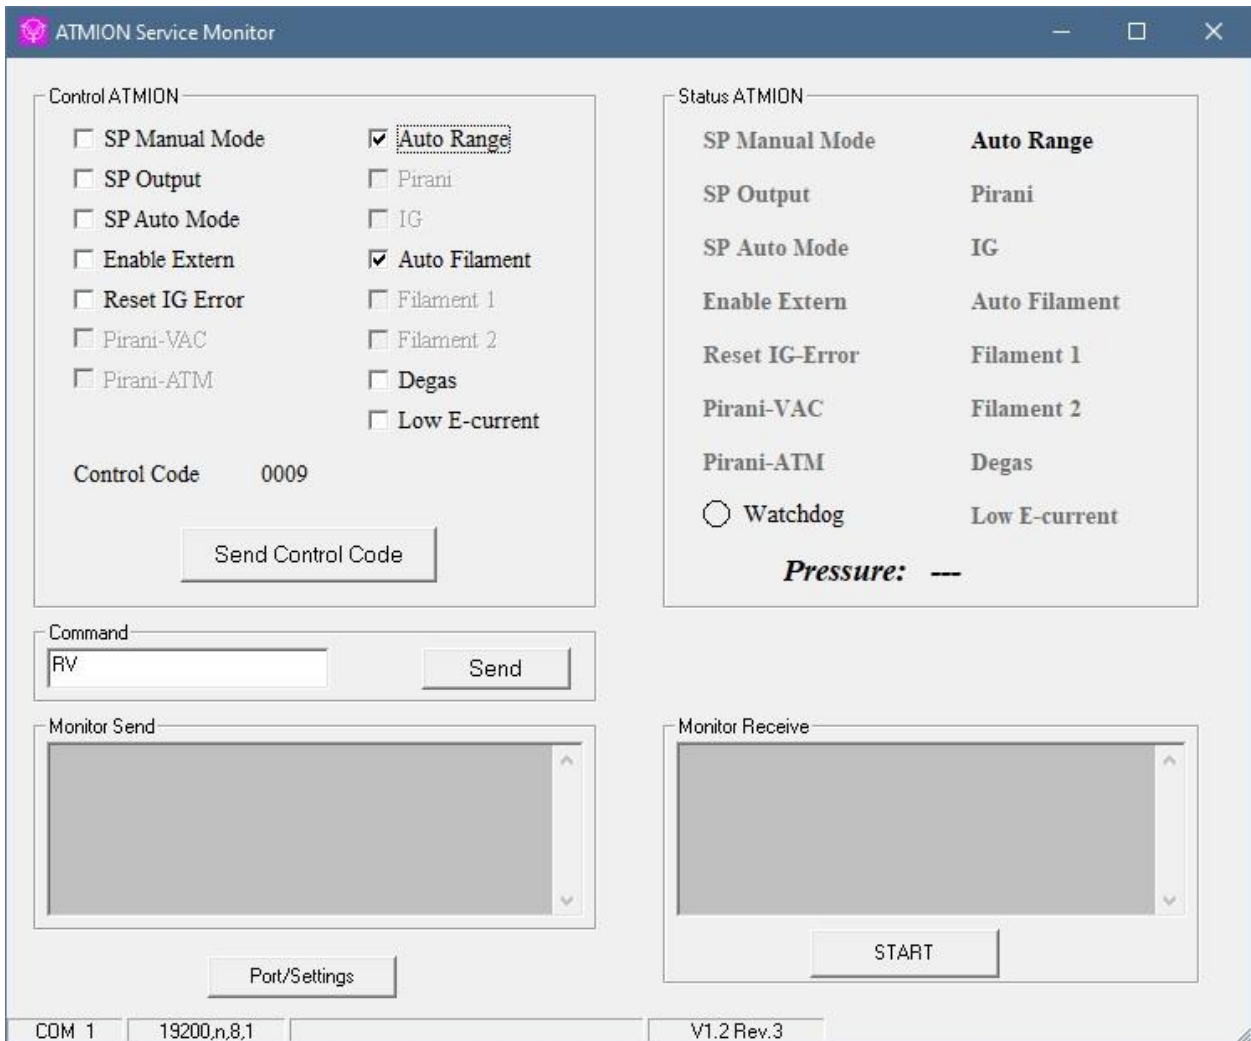 ATMION Service Monitor
Control ATMION
SP Manual Mode
Auto Range
SP Output
Pirani
SP Auto Mode
IG
Enable Extern
Auto Filament
Reset IG Error
Filament 1
Pirani-VAC
Filament 2
Pirani-ATM
Degas
Low E-current
Control Code 0009
Send Control Code
Status ATMION
SP Manual Mode
Auto Range
SP Output
Pirani
SP Auto Mode
IG
Enable Extern
Auto Filament
Reset IG-Error
Filament 1
Pirani-VAC
Filament 2
Pirani-ATM
Degas
Watchdog
Low E-current
Pressure: ---
Command
RV
Send
Monitor Send
Monitor Receive
START
Port/Settings
COM 1
19200,n,8,1
V1.2 Rev.3